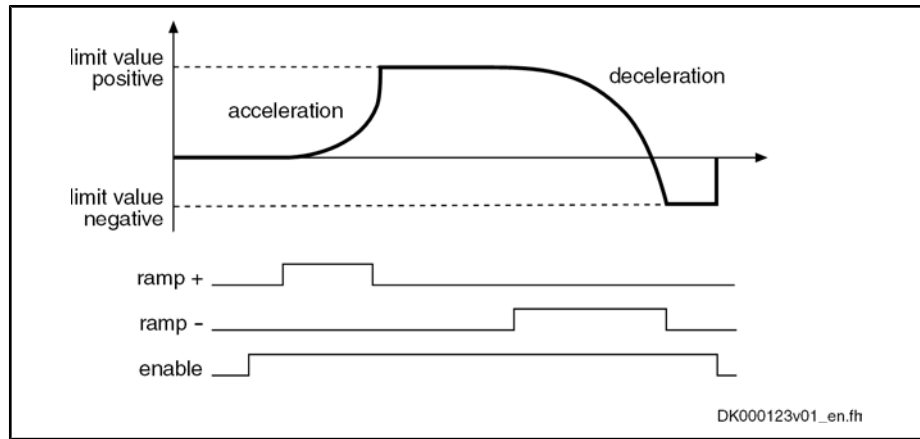 limit value
positive
deceleration
acceleration
limit value
negative
ramp +
ramp -
enable
DK000123v01_en.fh